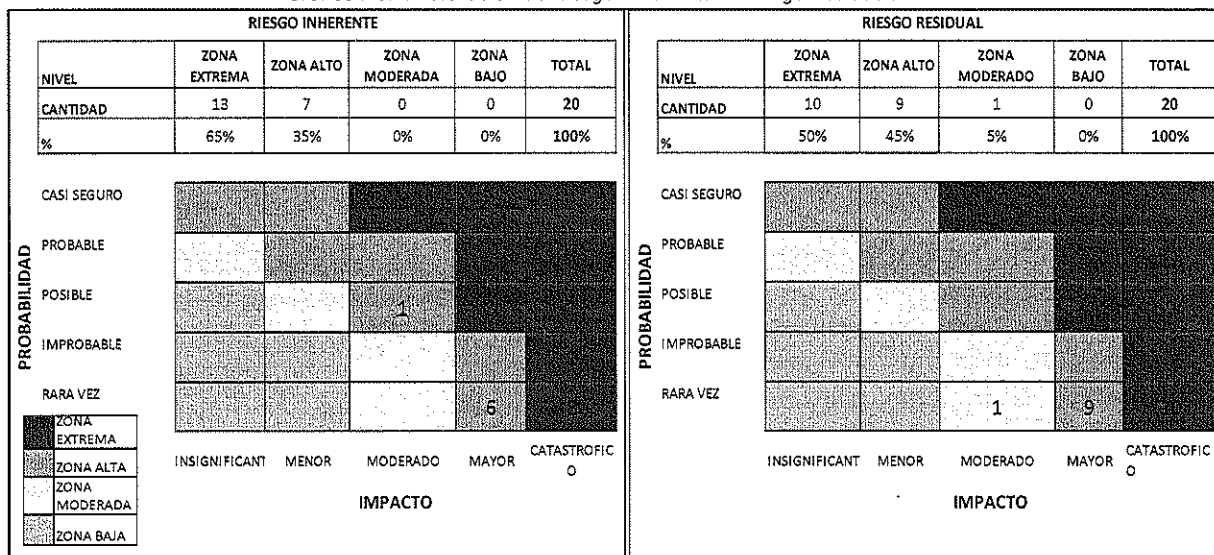 RIESGO INHERENTE
NIVEL ZONA EXTREMA ZONA ALTO ZONA MODERADA ZONA BAJO TOTAL
CANTIDAD 13 7 0 0 20
% 65% 35% 0% 0% 100%
CASI SEGURO
PROBABLE
POSIBLE 1
IMPROBABLE
RARA VEZ 6
PROBABILIDAD
INSIGNIFICANT MENOR MODERADO MAYOR CATASTROFICO
IMPACTO
ZONA EXTREMA
ZONA ALTA
ZONA MODERADA
ZONA BAJA
RIESGO RESIDUAL
NIVEL ZONA EXTREMA ZONA ALTO ZONA MODERADO ZONA BAJO TOTAL
CANTIDAD 10 9 1 0 20
% 50% 45% 5% 0% 100%
CASI SEGURO
PROBABLE
POSIBLE
IMPROBABLE
RARA VEZ 1 9
PROBABILIDAD
INSIGNIFICANT MENOR MODERADO MAYOR CATASTROFICO
IMPACTO